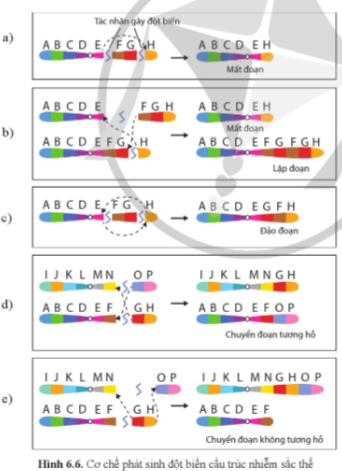 Tác nhân gây đột biến
a)
A B C D E F G H
A B C D E H
Mất đoạn
b)
A B C D E F G H
A B C D E H
Mất đoạn
A B C D E F G H
A B C D E F G F G H
Lặp đoạn
c)
A B C D E F G H
A B C D E G F H
Đảo đoạn
d)
I J K L M N O P
I J K L M N G H
A B C D E F G H
A B C D E F O P
Chuyển đoạn tương hỗ
e)
I J K L M N O P
I J K L M N G H O P
A B C D E F G H
A B C D E F
Chuyển đoạn không tương hỗ
Hình 6.6. Cơ chế phát sinh đột biến cấu trúc nhiễm sắc thể